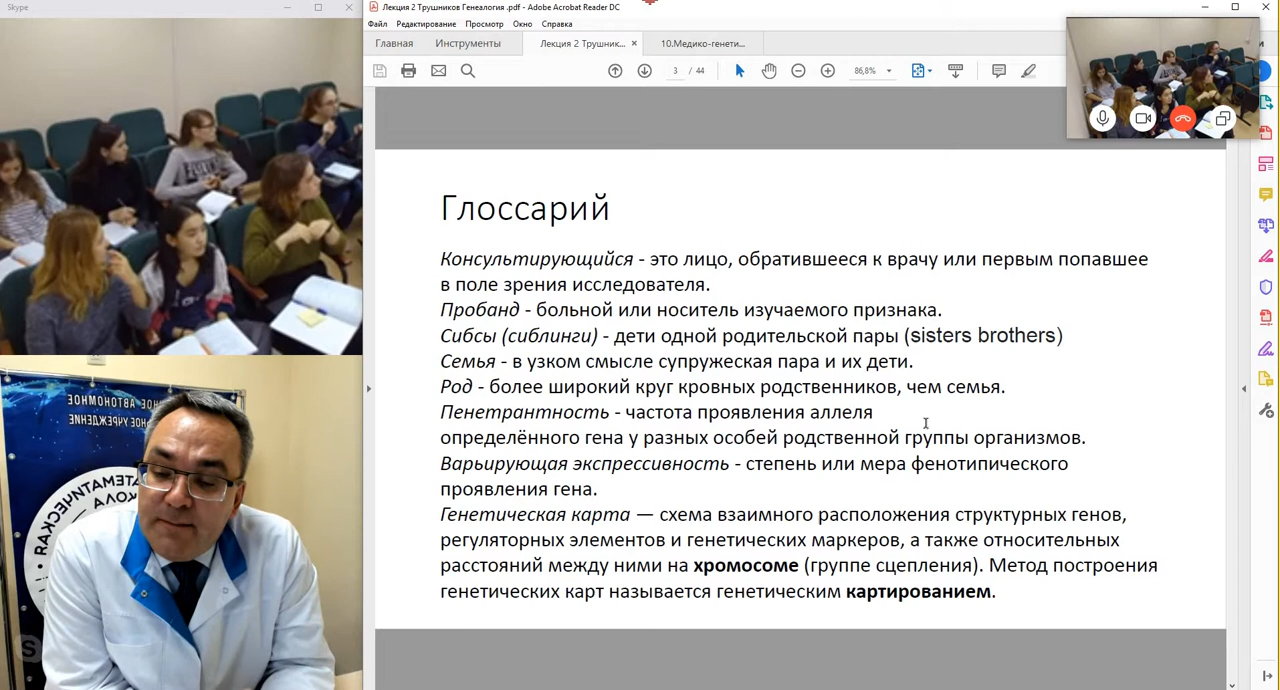 Skype
Лекция 2 Трушников Генеалогия .pdf - Adobe Acrobat Reader DC
Файл Редактирование Просмотр Окно Справка
Главная Инструменты Лекция 2 Трушник... × 10.Медико-генети...
3 / 44 86,8%
Глоссарий
Консультирующийся - это лицо, обратившееся к врачу или первым попавшее
в поле зрения исследователя.
Пробанд - больной или носитель изучаемого признака.
Сибсы (сиблинги) - дети одной родительской пары (sisters brothers)
Семья - в узком смысле супружеская пара и их дети.
Род - более широкий круг кровных родственников, чем семья.
Пенетрантность - частота проявления аллеля
определённого гена у разных особей родственной группы организмов.
Варьирующая экспрессивность - степень или мера фенотипического
проявления гена.
Генетическая карта — схема взаимного расположения структурных генов,
регуляторных элементов и генетических маркеров, а также относительных
расстояний между ними на хромосоме (группе сцепления). Метод построения
генетических карт называется генетическим картированием.
АВТОНОМНОЕ
УЧРЕЖДЕНИЕ